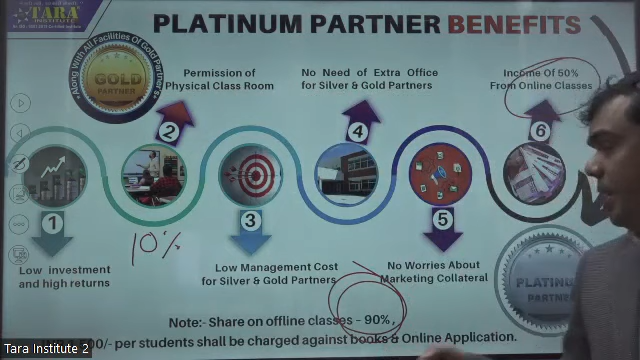 TARA
INSTITUTE
PLATINUM PARTNER BENEFITS
Along With All Facilities Of Gold Partner's
GOLD
PARTNER
Permission of
Physical Class Room
No Need of Extra Office
for Silver & Gold Partners
Income Of 50%
From Online Classes
2
4
6
1
3
5
10%
Low investment
and high returns
Low Management Cost
for Silver & Gold Partners
No Worries About
Marketing Collateral
PLATINUM
PARTNER
Note:- Share on offline classes - 90%,
/- per students shall be charged against books & Online Application.
Tara Institute 2